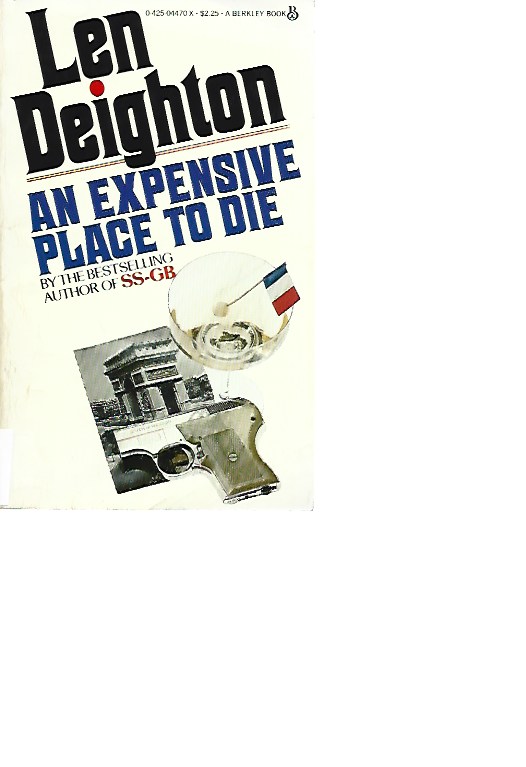 0-425-04470 X · $2.25 · A BERKLEY BOOK
Len
Deighton
AN EXPENSIVE
PLACE TO DIE
BY THE BESTSELLING
AUTHOR OF SS-GB